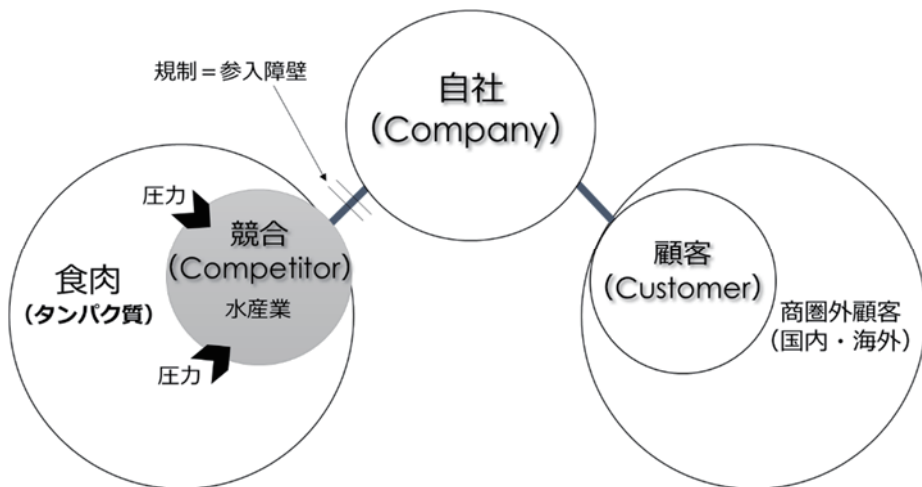 規制＝参入障壁
自社
（Company）
圧力
競合
（Competitor）
水産業
食肉
（タンパク質）
圧力
顧客
（Customer）
商圏外顧客
（国内・海外）